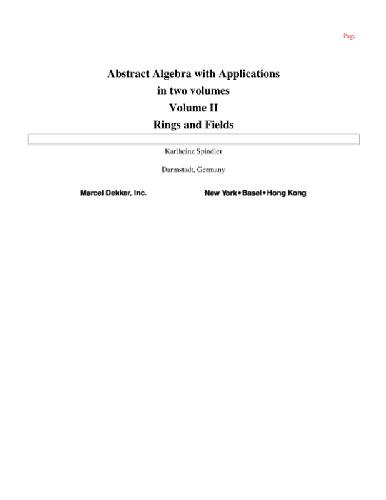 Page
Abstract Algebra with Applications
in two volumes
Volume II
Rings and Fields
Karlheinz Spindler
Darmstadt, Germany
Marcel Dekker, Inc. New York•Basel•Hong Kong